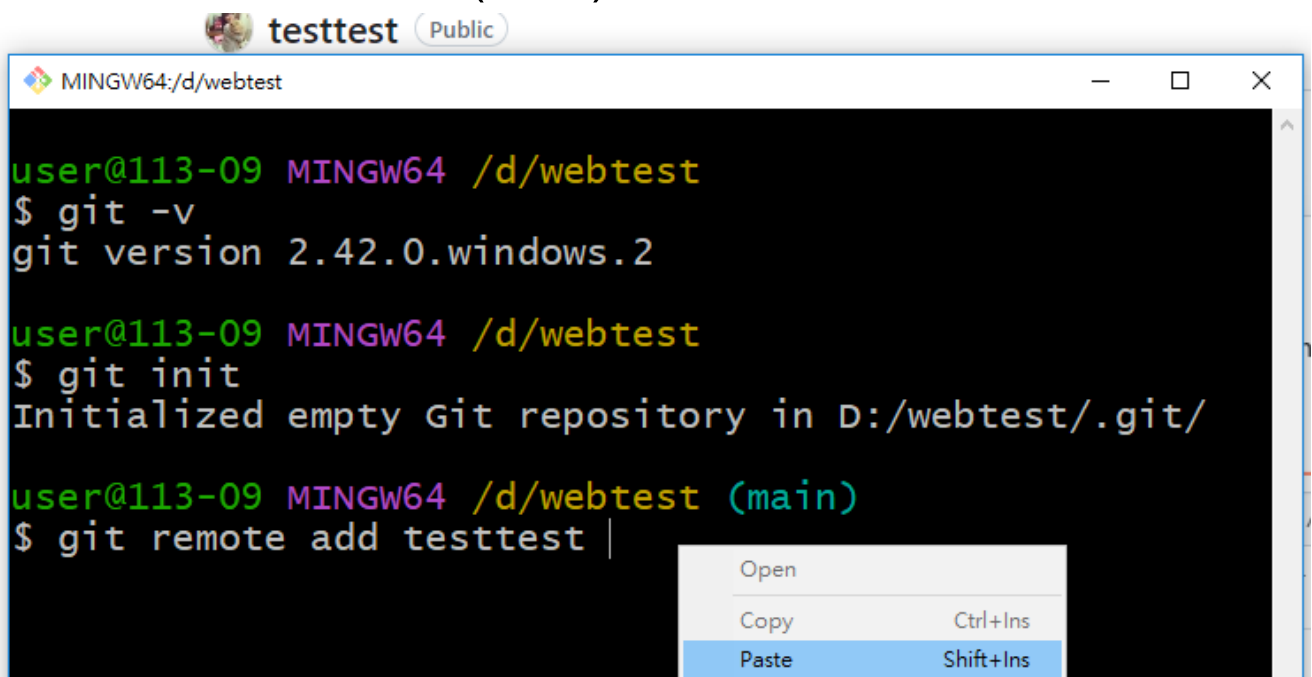 testtest Public
MINGW64:/d/webtest
user@113-09 MINGW64 /d/webtest
$ git -v
git version 2.42.0.windows.2
user@113-09 MINGW64 /d/webtest
$ git init
Initialized empty Git repository in D:/webtest/.git/
user@113-09 MINGW64 /d/webtest (main)
$ git remote add testtest
Open
Copy Ctrl+Ins
Paste Shift+Ins